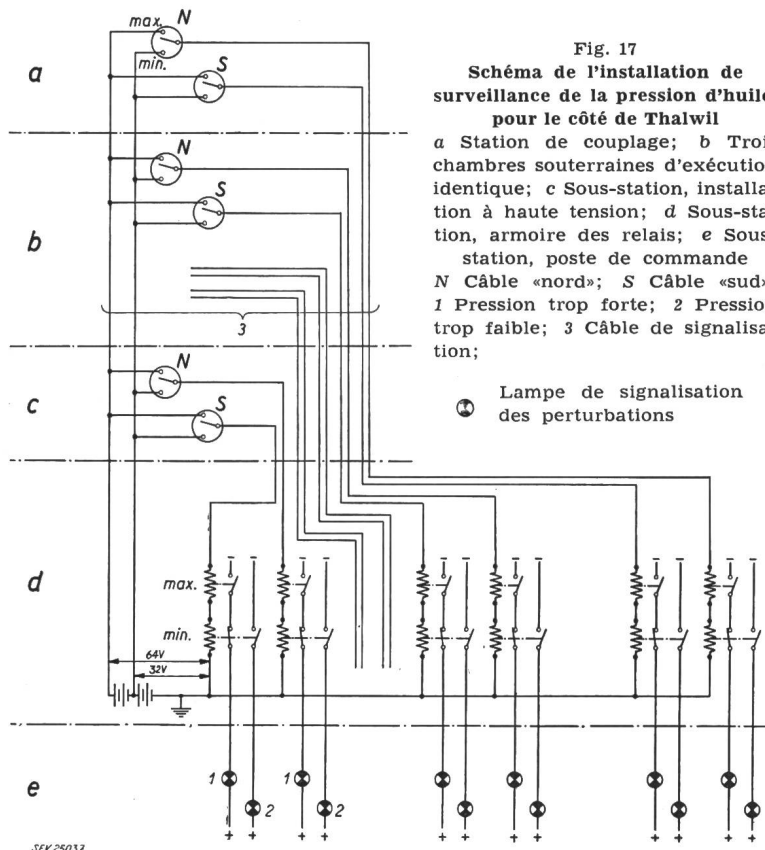 Fig. 17
Schéma de l'installation de
surveillance de la pression d'huile
pour le côté de Thalwil
a Station de couplage; b Trois
chambres souterraines d'exécution
identique; c Sous-station, installa-
tion à haute tension; d Sous-sta-
tion, armoire des relais; e Sous-
station, poste de commande
N Câble «nord»; S Câble «sud»
1 Pression trop forte; 2 Pression
trop faible; 3 Câble de signalisa-
tion;
Lampe de signalisation
des perturbations
max. N
min.
S
a
N
S
b
3
N
S
c
d
max.
min.
64V
32V
e
1 1
2 2
+ + + + + + + + + + + +
SEV 25033